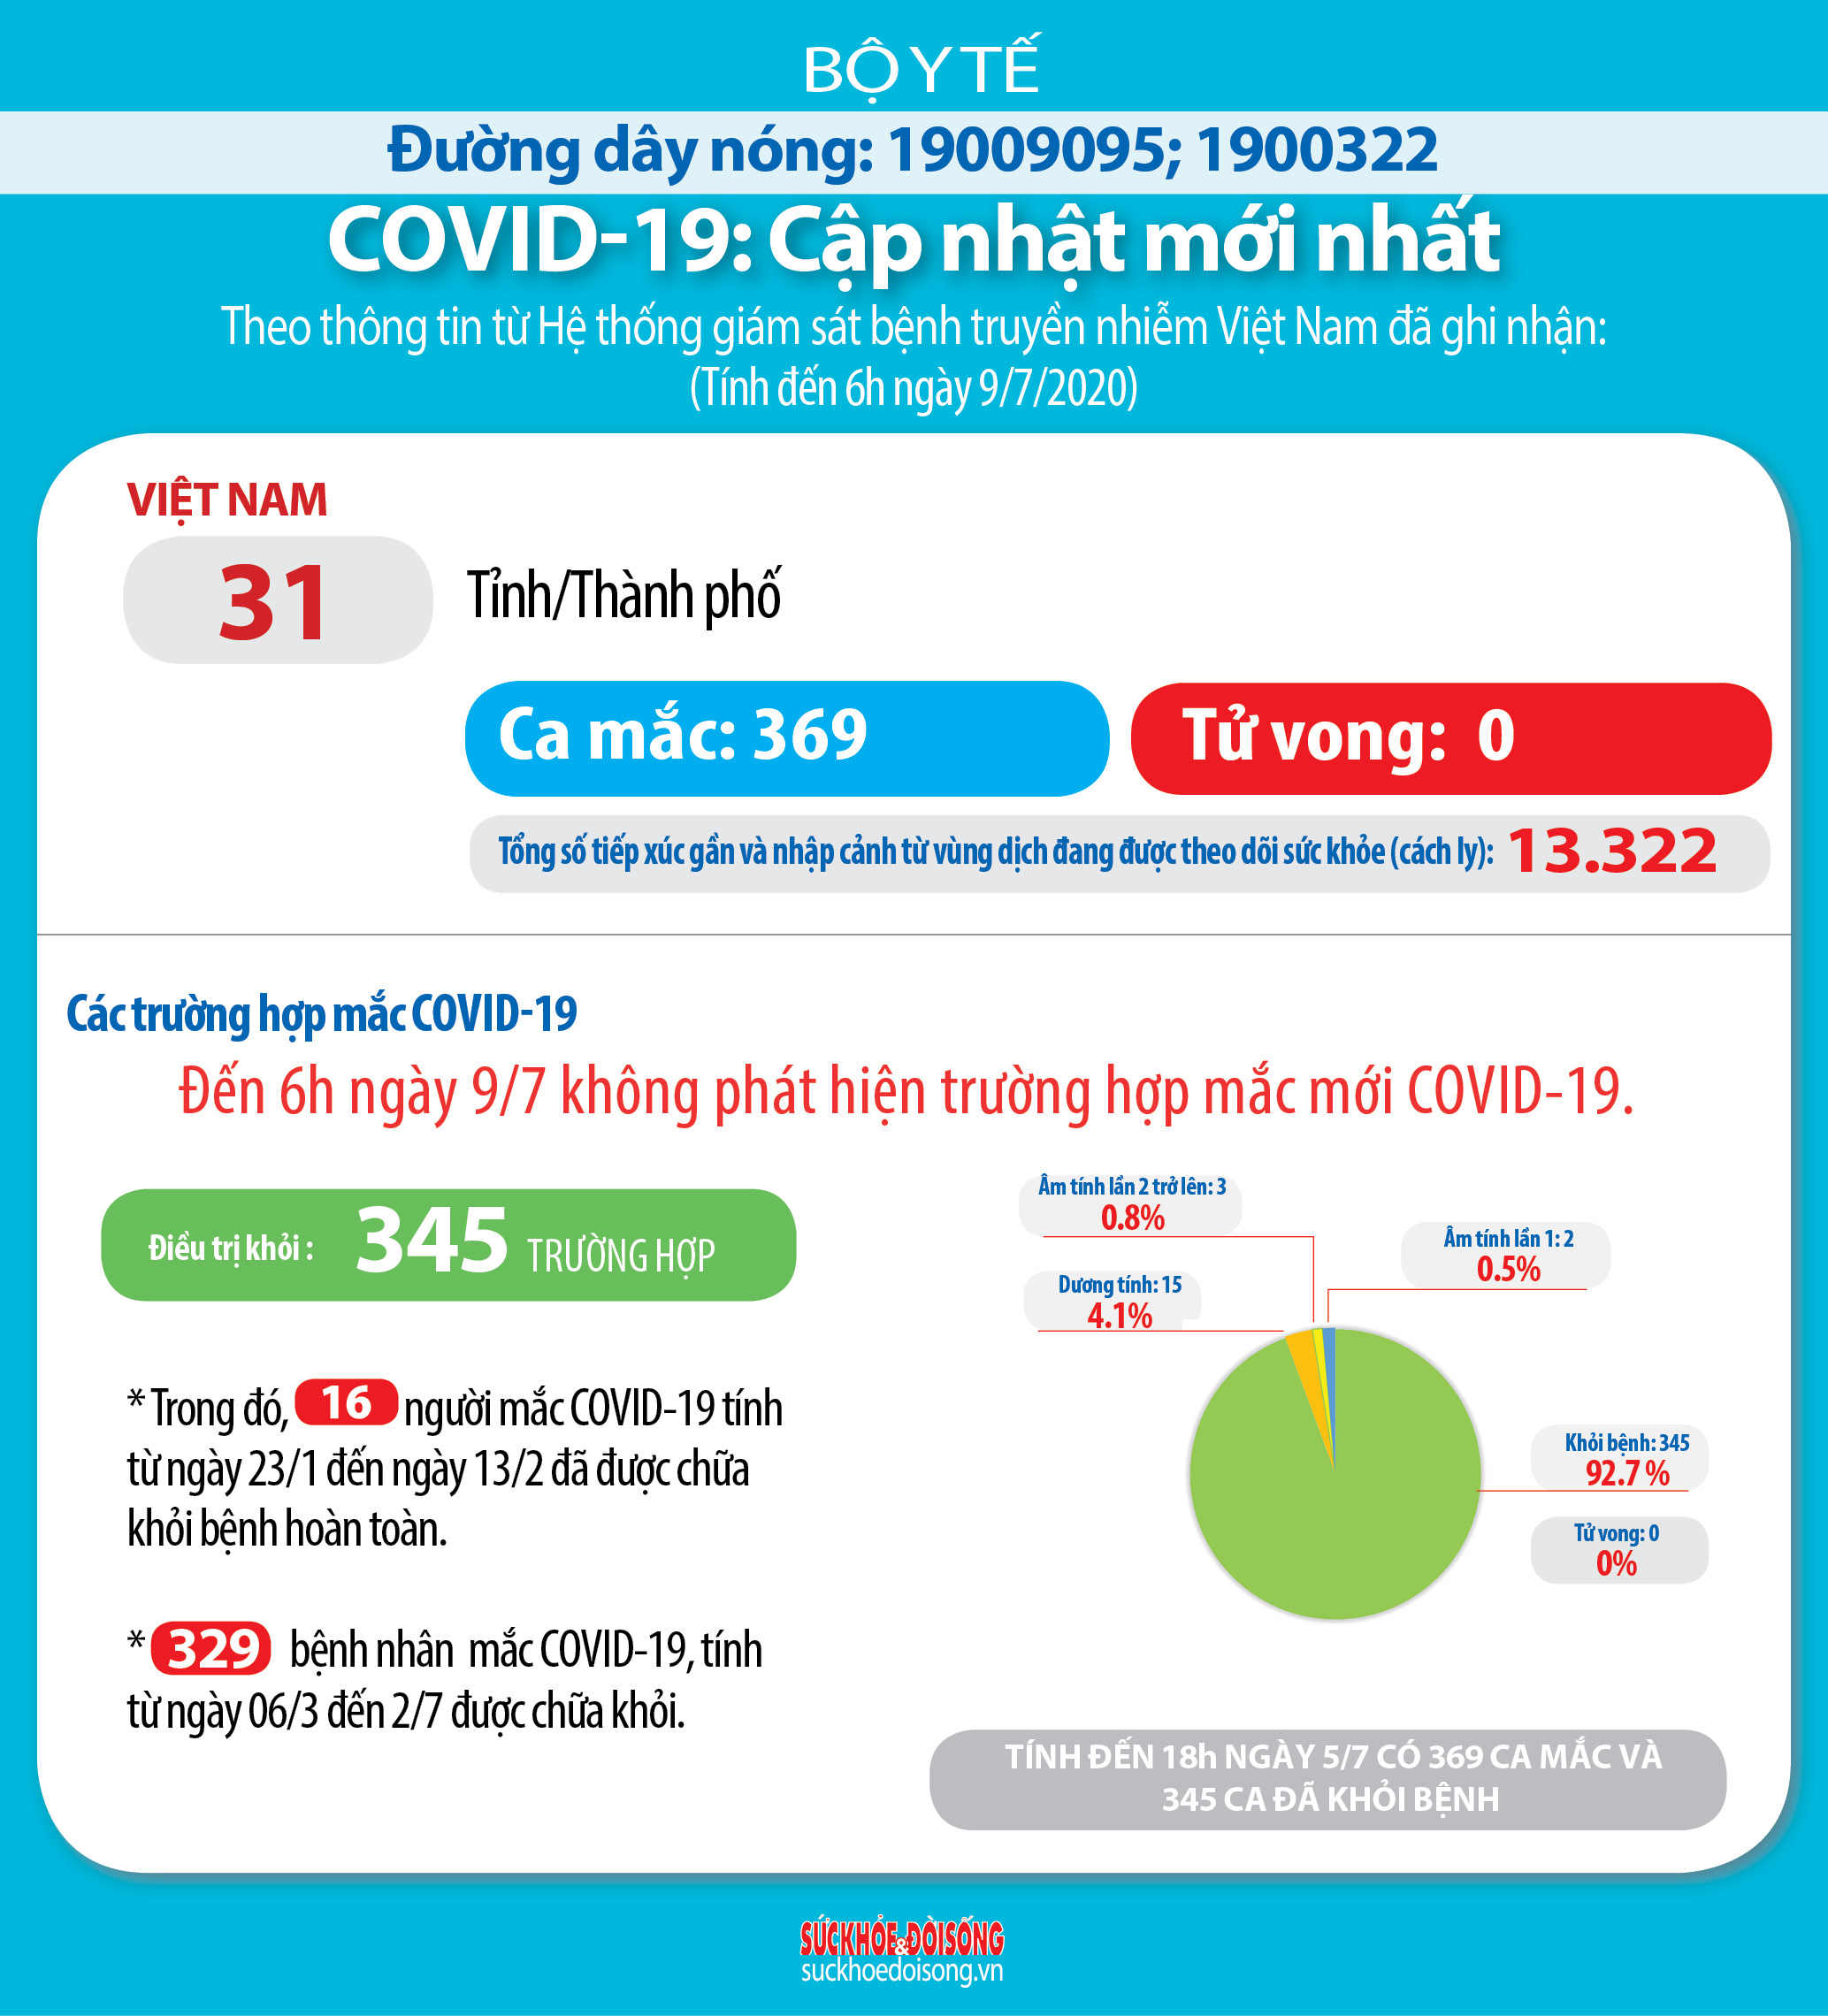 BỘ Y TẾ
Đường dây nóng: 19009095; 1900322
COVID-19: Cập nhật mới nhất
Theo thông tin từ Hệ thống giám sát bệnh truyền nhiễm Việt Nam đã ghi nhận:
(Tính đến 6h ngày 9/7/2020)
VIỆT NAM
31 Tỉnh/Thành phố
Ca mắc: 369
Tử vong: 0
Tổng số tiếp xúc gần và nhập cảnh từ vùng dịch đang được theo dõi sức khỏe (cách ly): 13.322
Các trường hợp mắc COVID-19
Đến 6h ngày 9/7 không phát hiện trường hợp mắc mới COVID-19.
Điều trị khỏi : 345 TRƯỜNG HỢP
* Trong đó, 16 người mắc COVID-19 tính
từ ngày 23/1 đến ngày 13/2 đã được chữa
khỏi bệnh hoàn toàn.
* 329 bệnh nhân mắc COVID-19, tính
từ ngày 06/3 đến 2/7 được chữa khỏi.
Âm tính lần 2 trở lên: 3
0.8%
Âm tính lần 1: 2
0.5%
Dương tính: 15
4.1%
Khỏi bệnh: 345
92.7 %
Tử vong: 0
0%
TÍNH ĐẾN 18h NGÀY 5/7 CÓ 369 CA MẮC VÀ
345 CA ĐÃ KHỎI BỆNH
SỨCKHỎE&ĐỜISỐNG
suckhoedoisong.vn